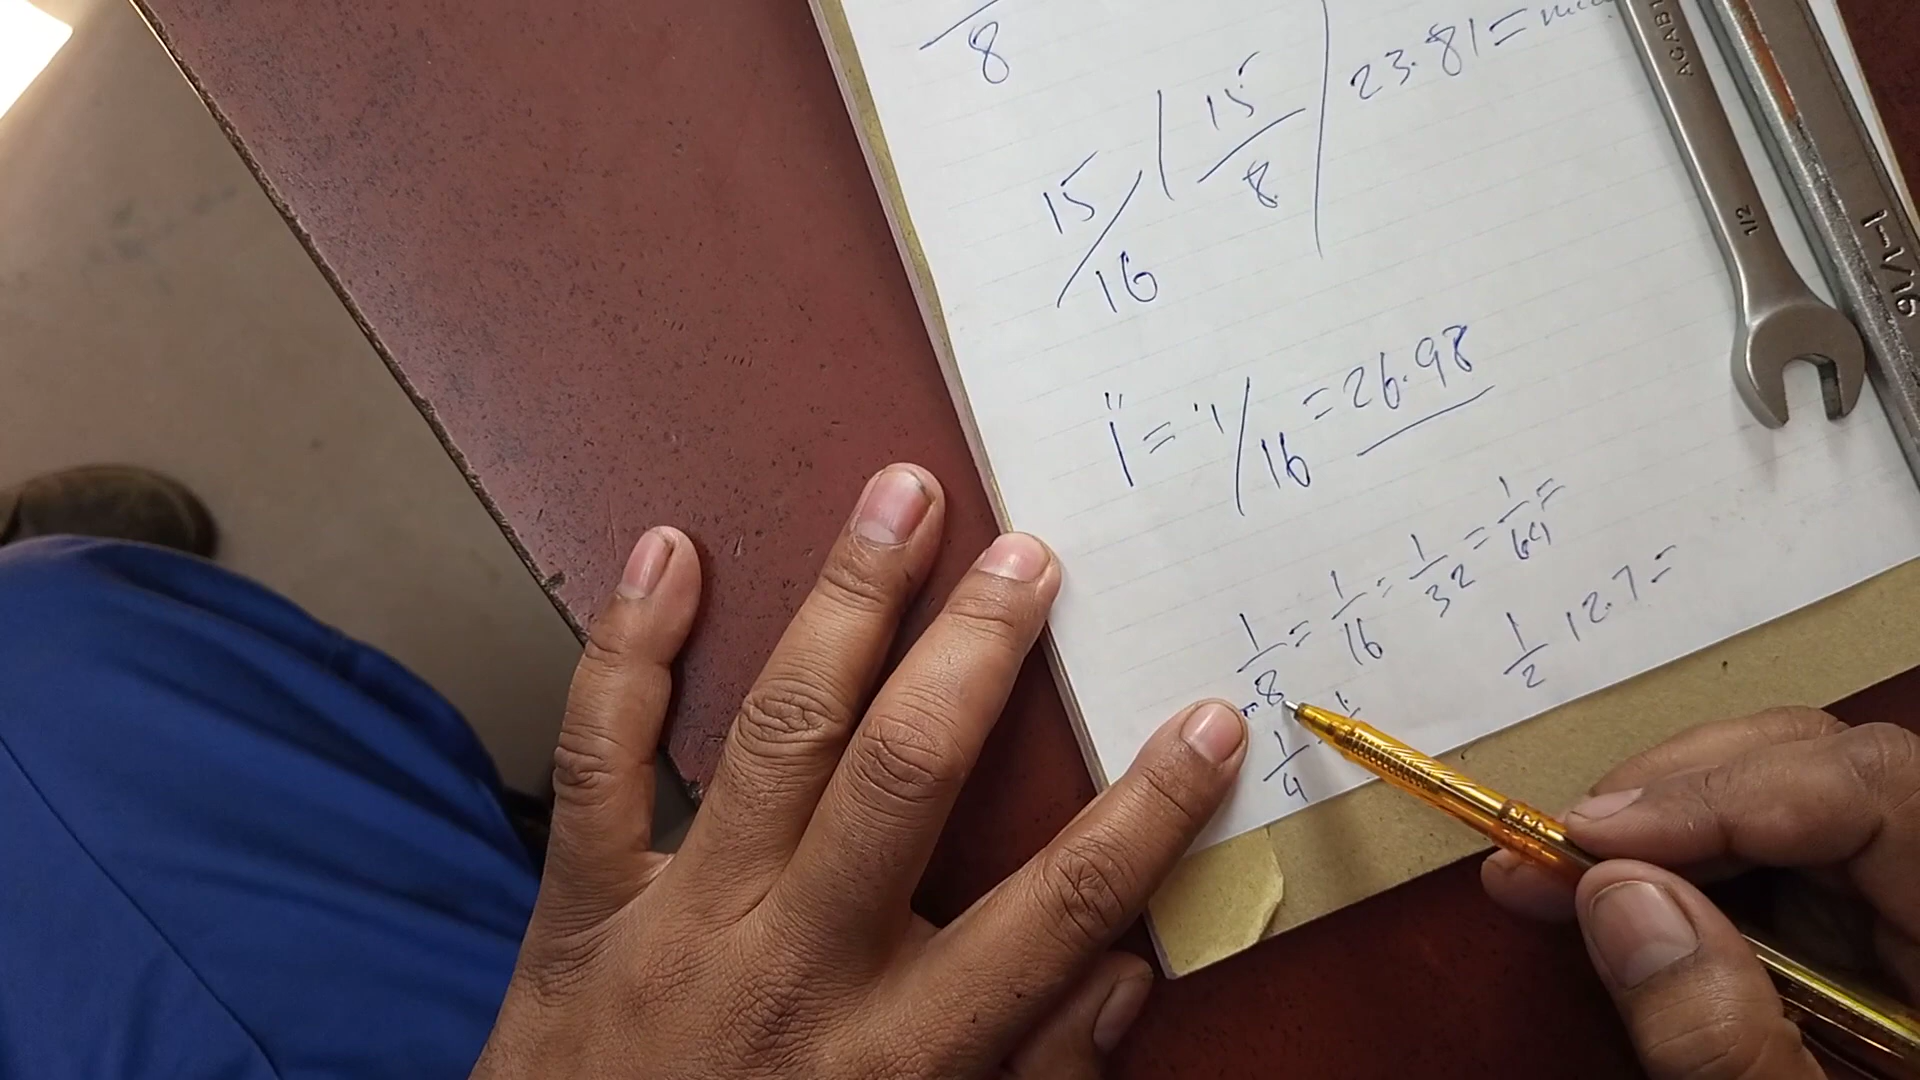 8
15/16 | 15/8 | 23.81 =
1" = 1/16 = 26.98
1/8 = 1/16 = 1/32 = 1/64 =
1/2 12.7 =
1/4
1/2
1-1/16